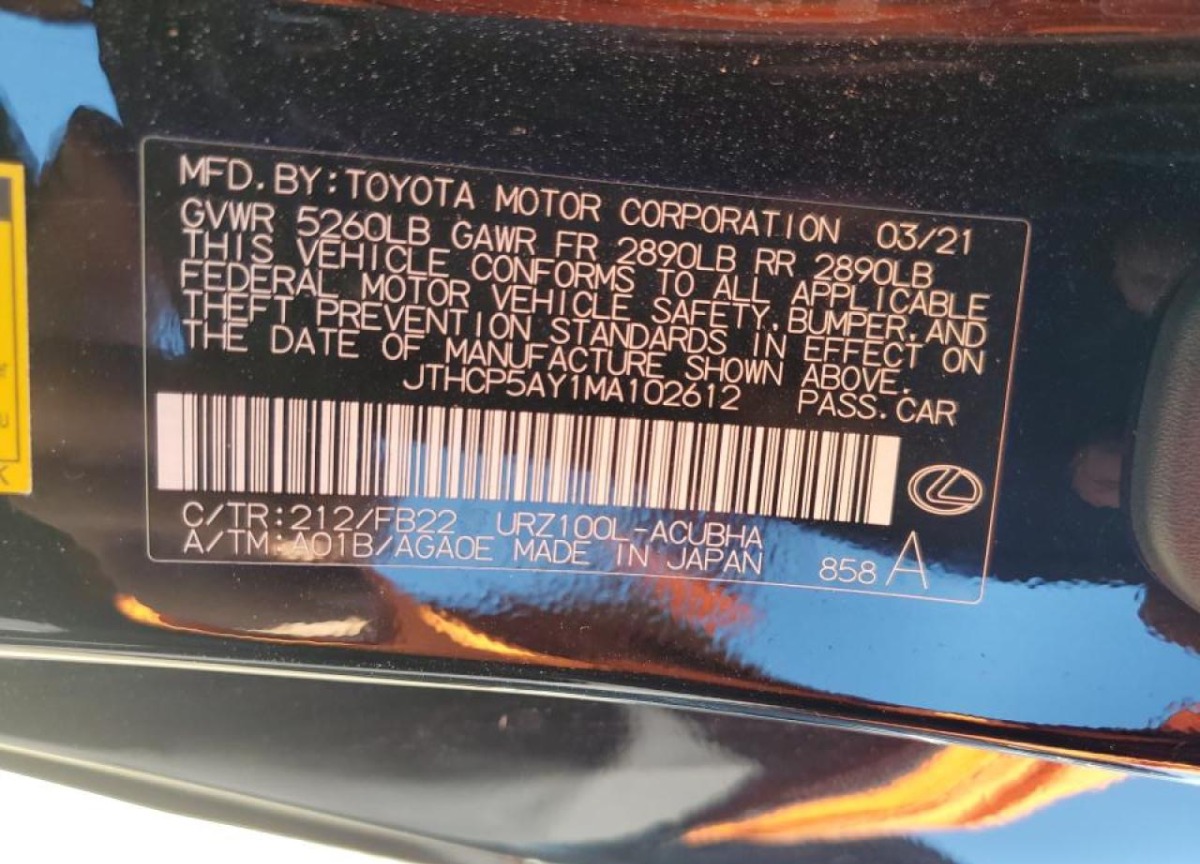 MFD.BY:TOYOTA MOTOR CORPORATION 03/21
GVWR 5260LB GAWR FR 2890LB RR 2890LB
THIS VEHICLE CONFORMS TO ALL APPLICABLE
FEDERAL MOTOR VEHICLE SAFETY,BUMPER,AND
THEFT PREVENTION STANDARDS IN EFFECT ON
THE DATE OF MANUFACTURE SHOWN ABOVE.
JTHCP5AY1MA102612 PASS.CAR
C/TR:212/FB22 URZ100L-ACUBHA
A/TM:A01B/AGA0E MADE IN JAPAN 858 A